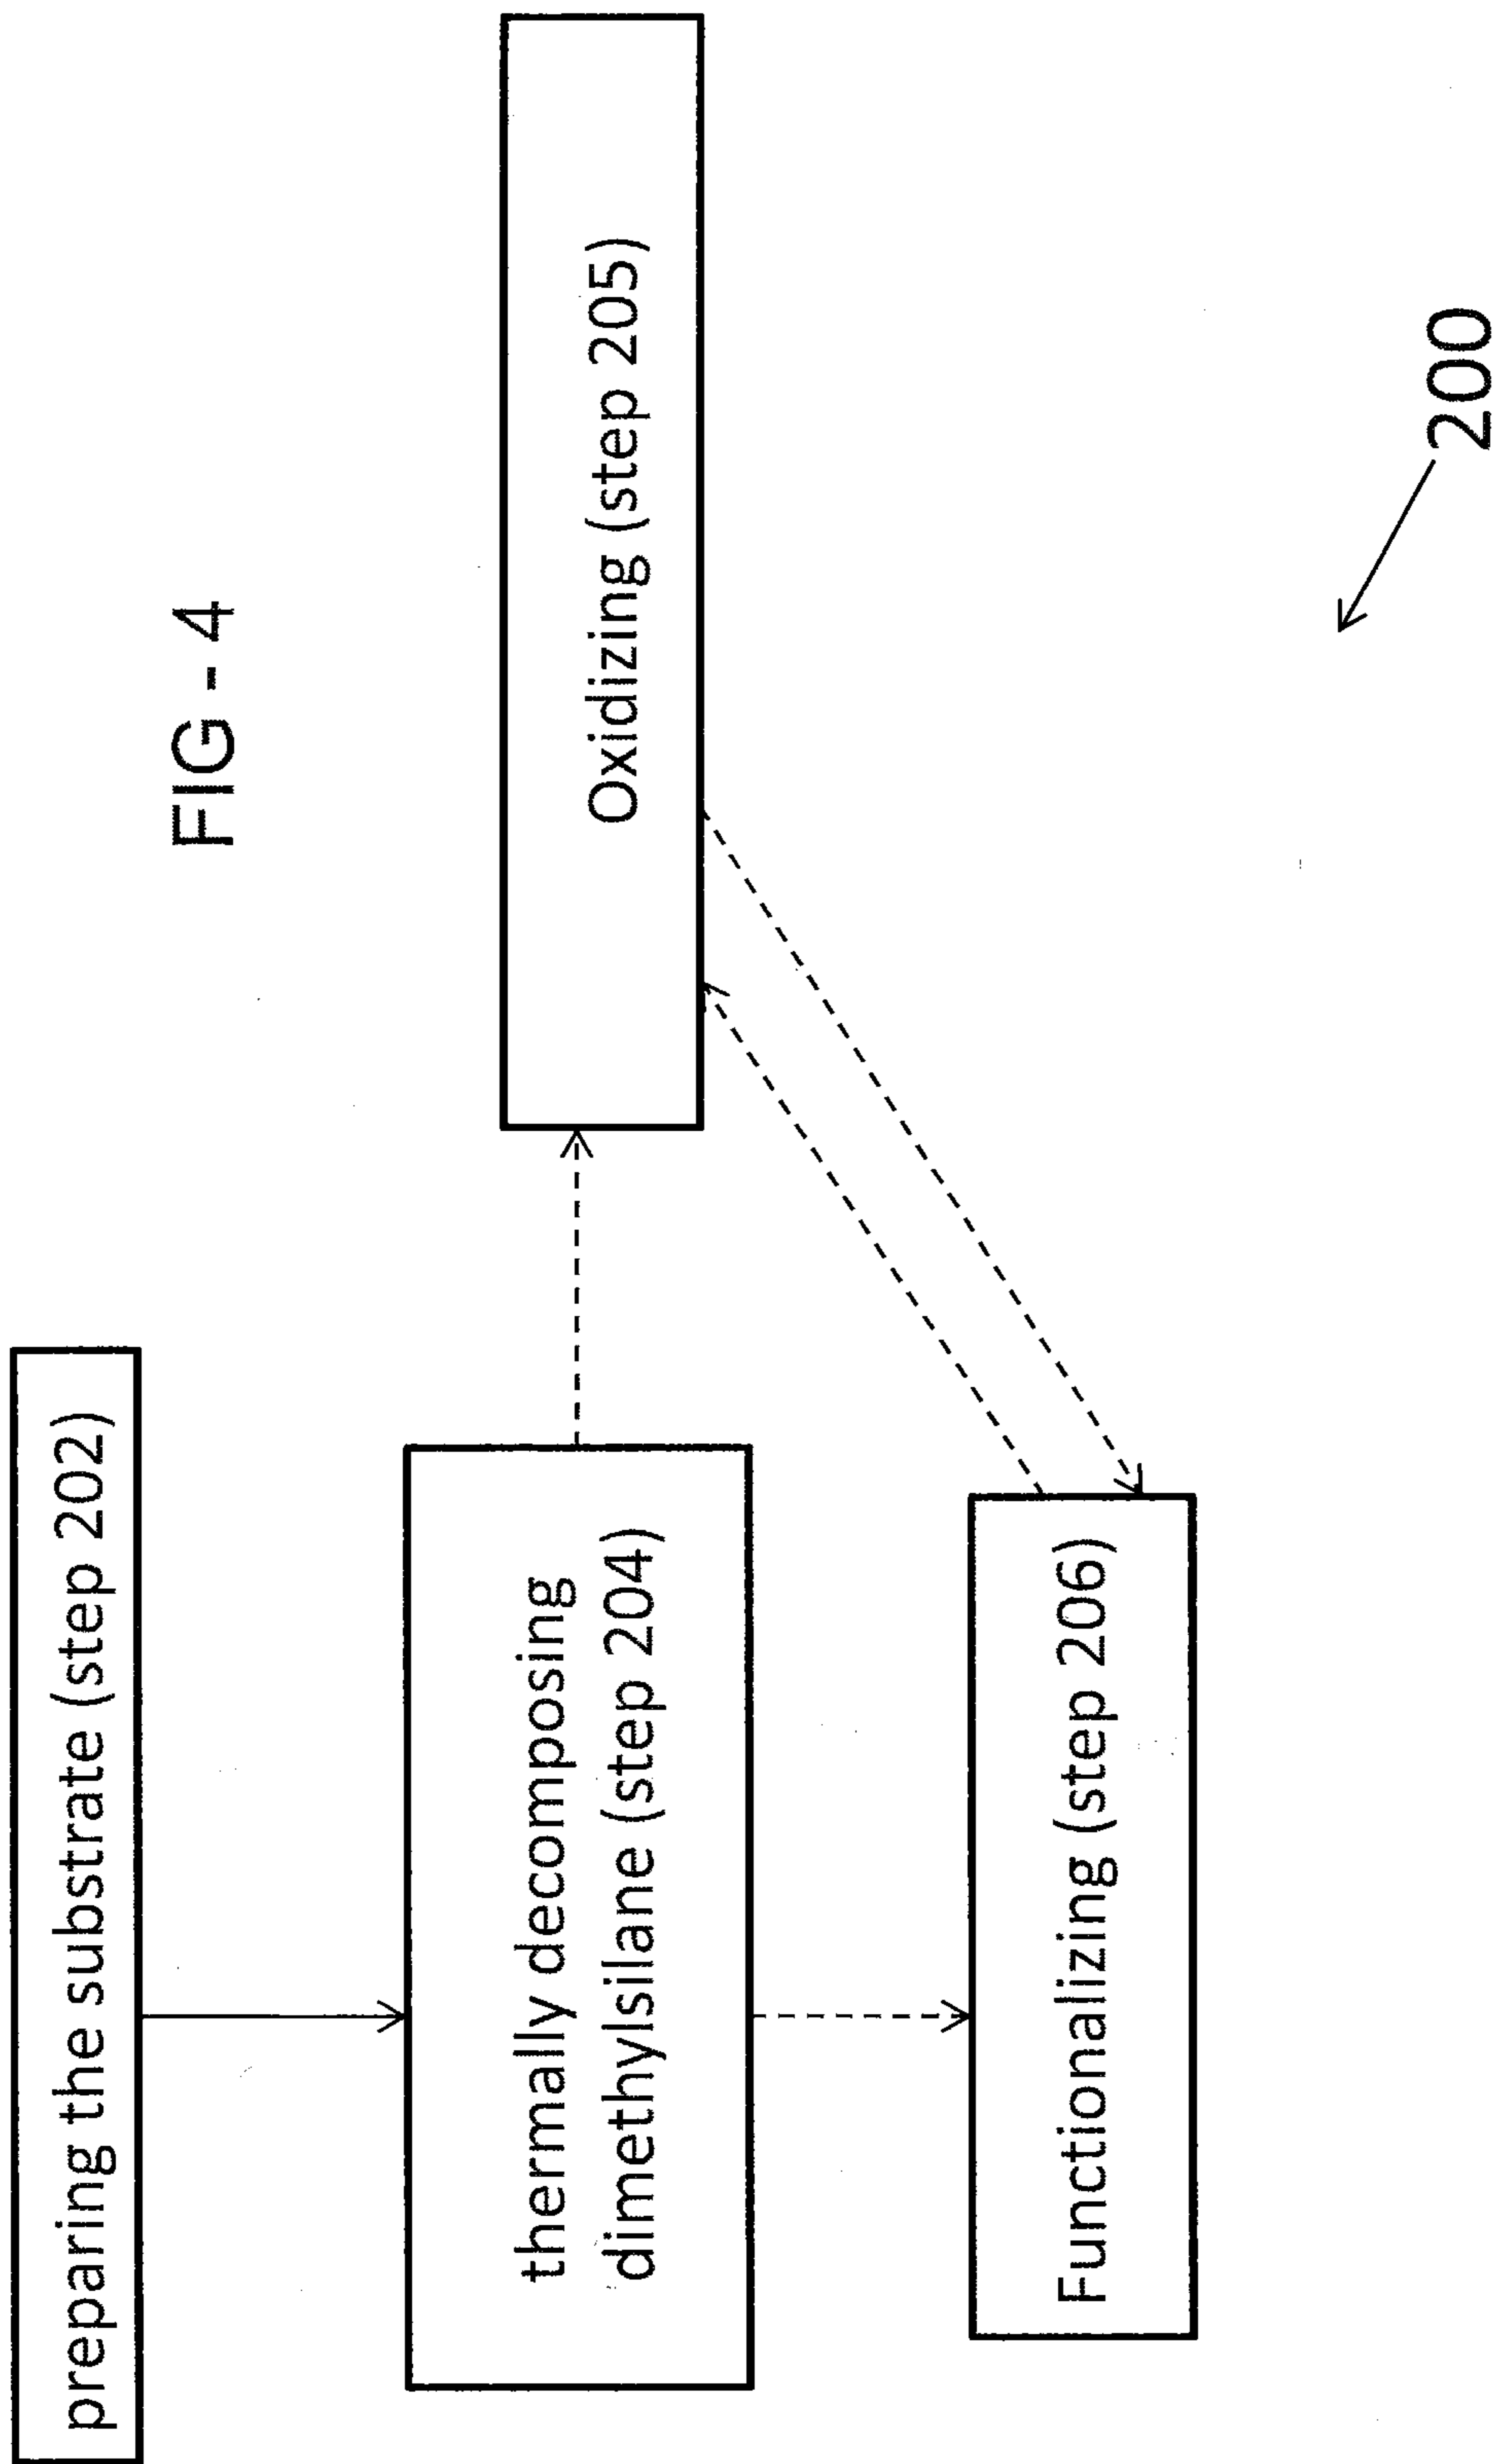 FIG - 4
preparing the substrate (step 202)
thermally decomposing
dimethylsilane (step 204)
Oxidizing (step 205)
Functionalizing (step 206)
200